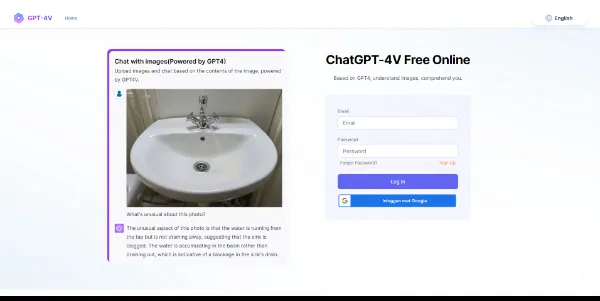 GPT-4V
Home
English
Chat with images(Powered by GPT4)
Upload images and chat based on the contents of the image, powered
by GPT4V.
What's unusual about this photo?
The unusual aspect of this photo is that the water is running from
the tap but is not draining away, suggesting that the sink is
clogged. The water is accumulating in the basin rather than
draining out, which is indicative of a blockage in the sink's drain.
ChatGPT-4V Free Online
Based on GPT4, understand images, comprehend you.
Email
Email
Password
Password
Forgot Password?
Sign Up
Log In
Inloggen met Google